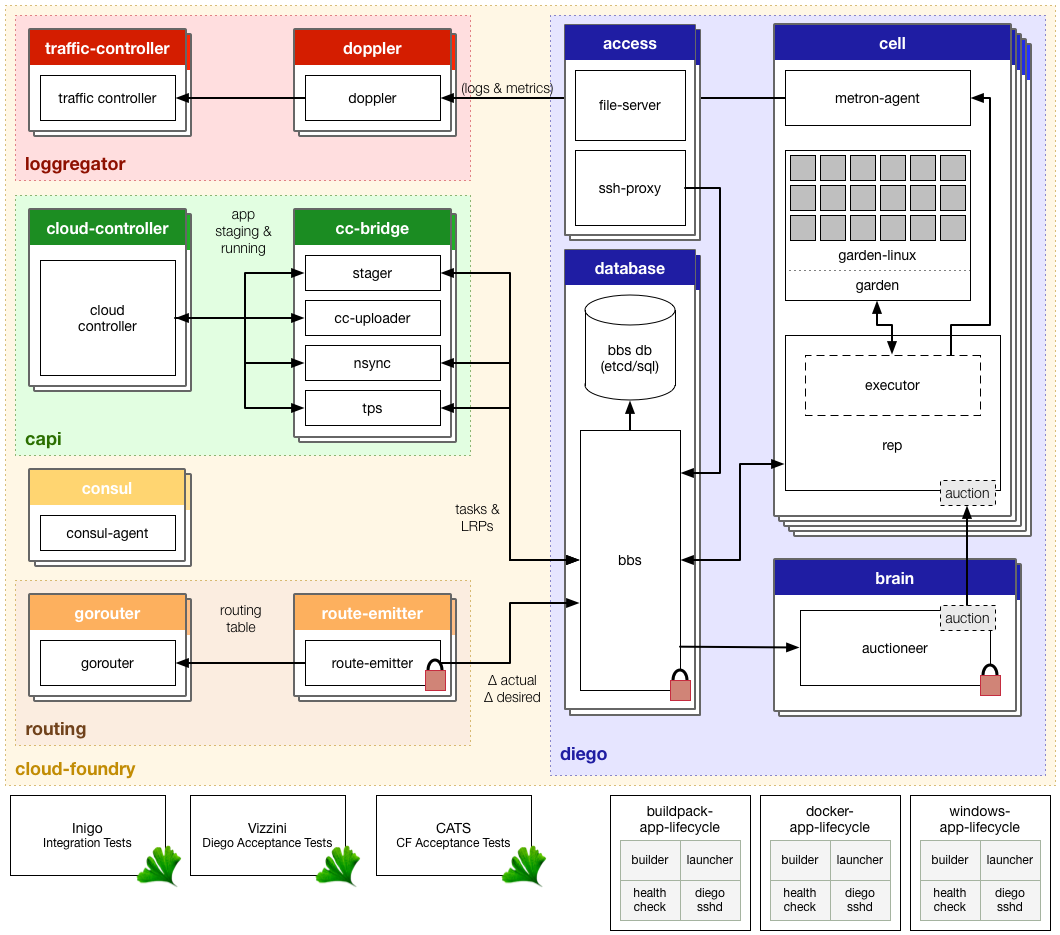 traffic-controller
traffic controller
doppler
doppler
(logs & metrics)
loggregator
access
file-server
ssh-proxy
cell
metron-agent
garden-linux
garden
executor
rep
auction
cloud-controller
cloud
controller
app
staging &
running
cc-bridge
stager
cc-uploader
nsync
tps
capi
database
bbs db
(etcd/sql)
bbs
tasks &
LRPs
consul
consul-agent
gorouter
gorouter
routing
table
route-emitter
route-emitter
Δ actual
Δ desired
routing
brain
auction
auctioneer
diego
cloud-foundry
Inigo
Integration Tests
Vizzini
Diego Acceptance Tests
CATS
CF Acceptance Tests
buildpack-
app-lifecycle
builder
launcher
health
check
diego
sshd
docker-
app-lifecycle
builder
launcher
health
check
diego
sshd
windows-
app-lifecycle
builder
launcher
health
check
diego
sshd